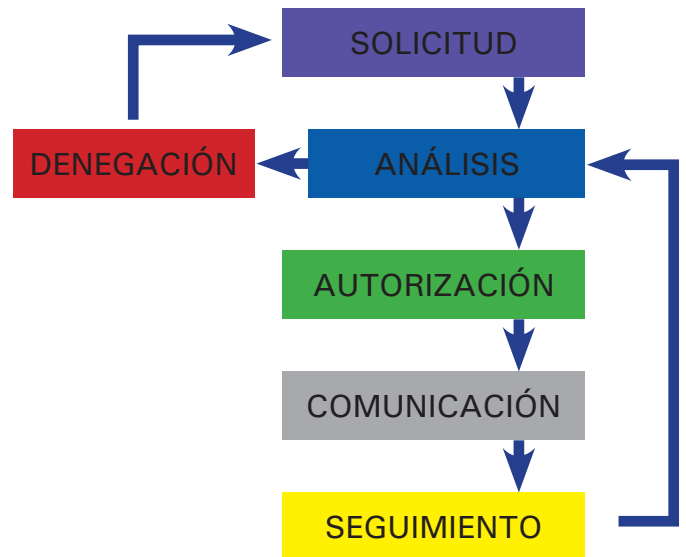 SOLICITUD
DENEGACIÓN
ANÁLISIS
AUTORIZACIÓN
COMUNICACIÓN
SEGUIMIENTO